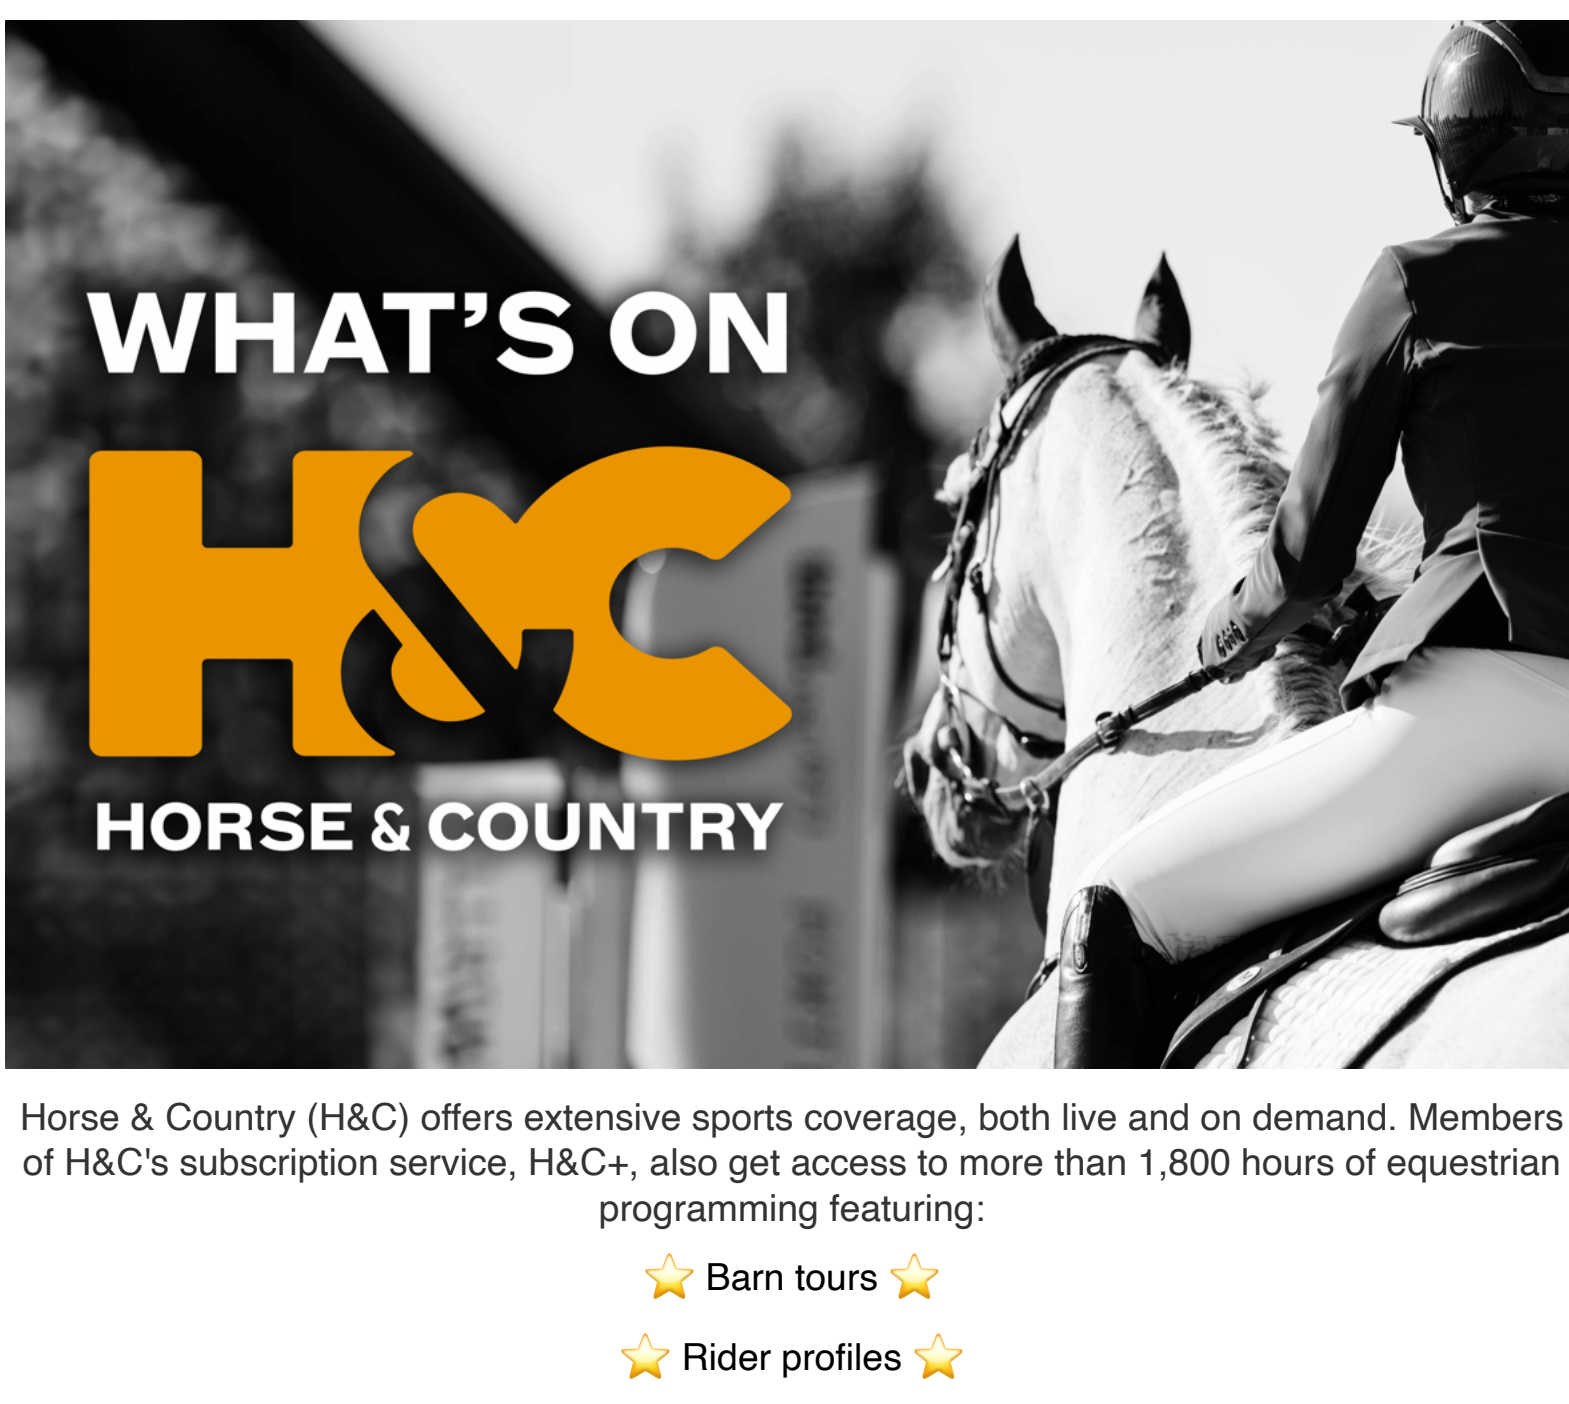 WHAT'S ON
H&C
HORSE & COUNTRY
Horse & Country (H&C) offers extensive sports coverage, both live and on demand. Members
of H&C's subscription service, H&C+, also get access to more than 1,800 hours of equestrian
programming featuring:
⭐ Barn tours ⭐
⭐ Rider profiles ⭐